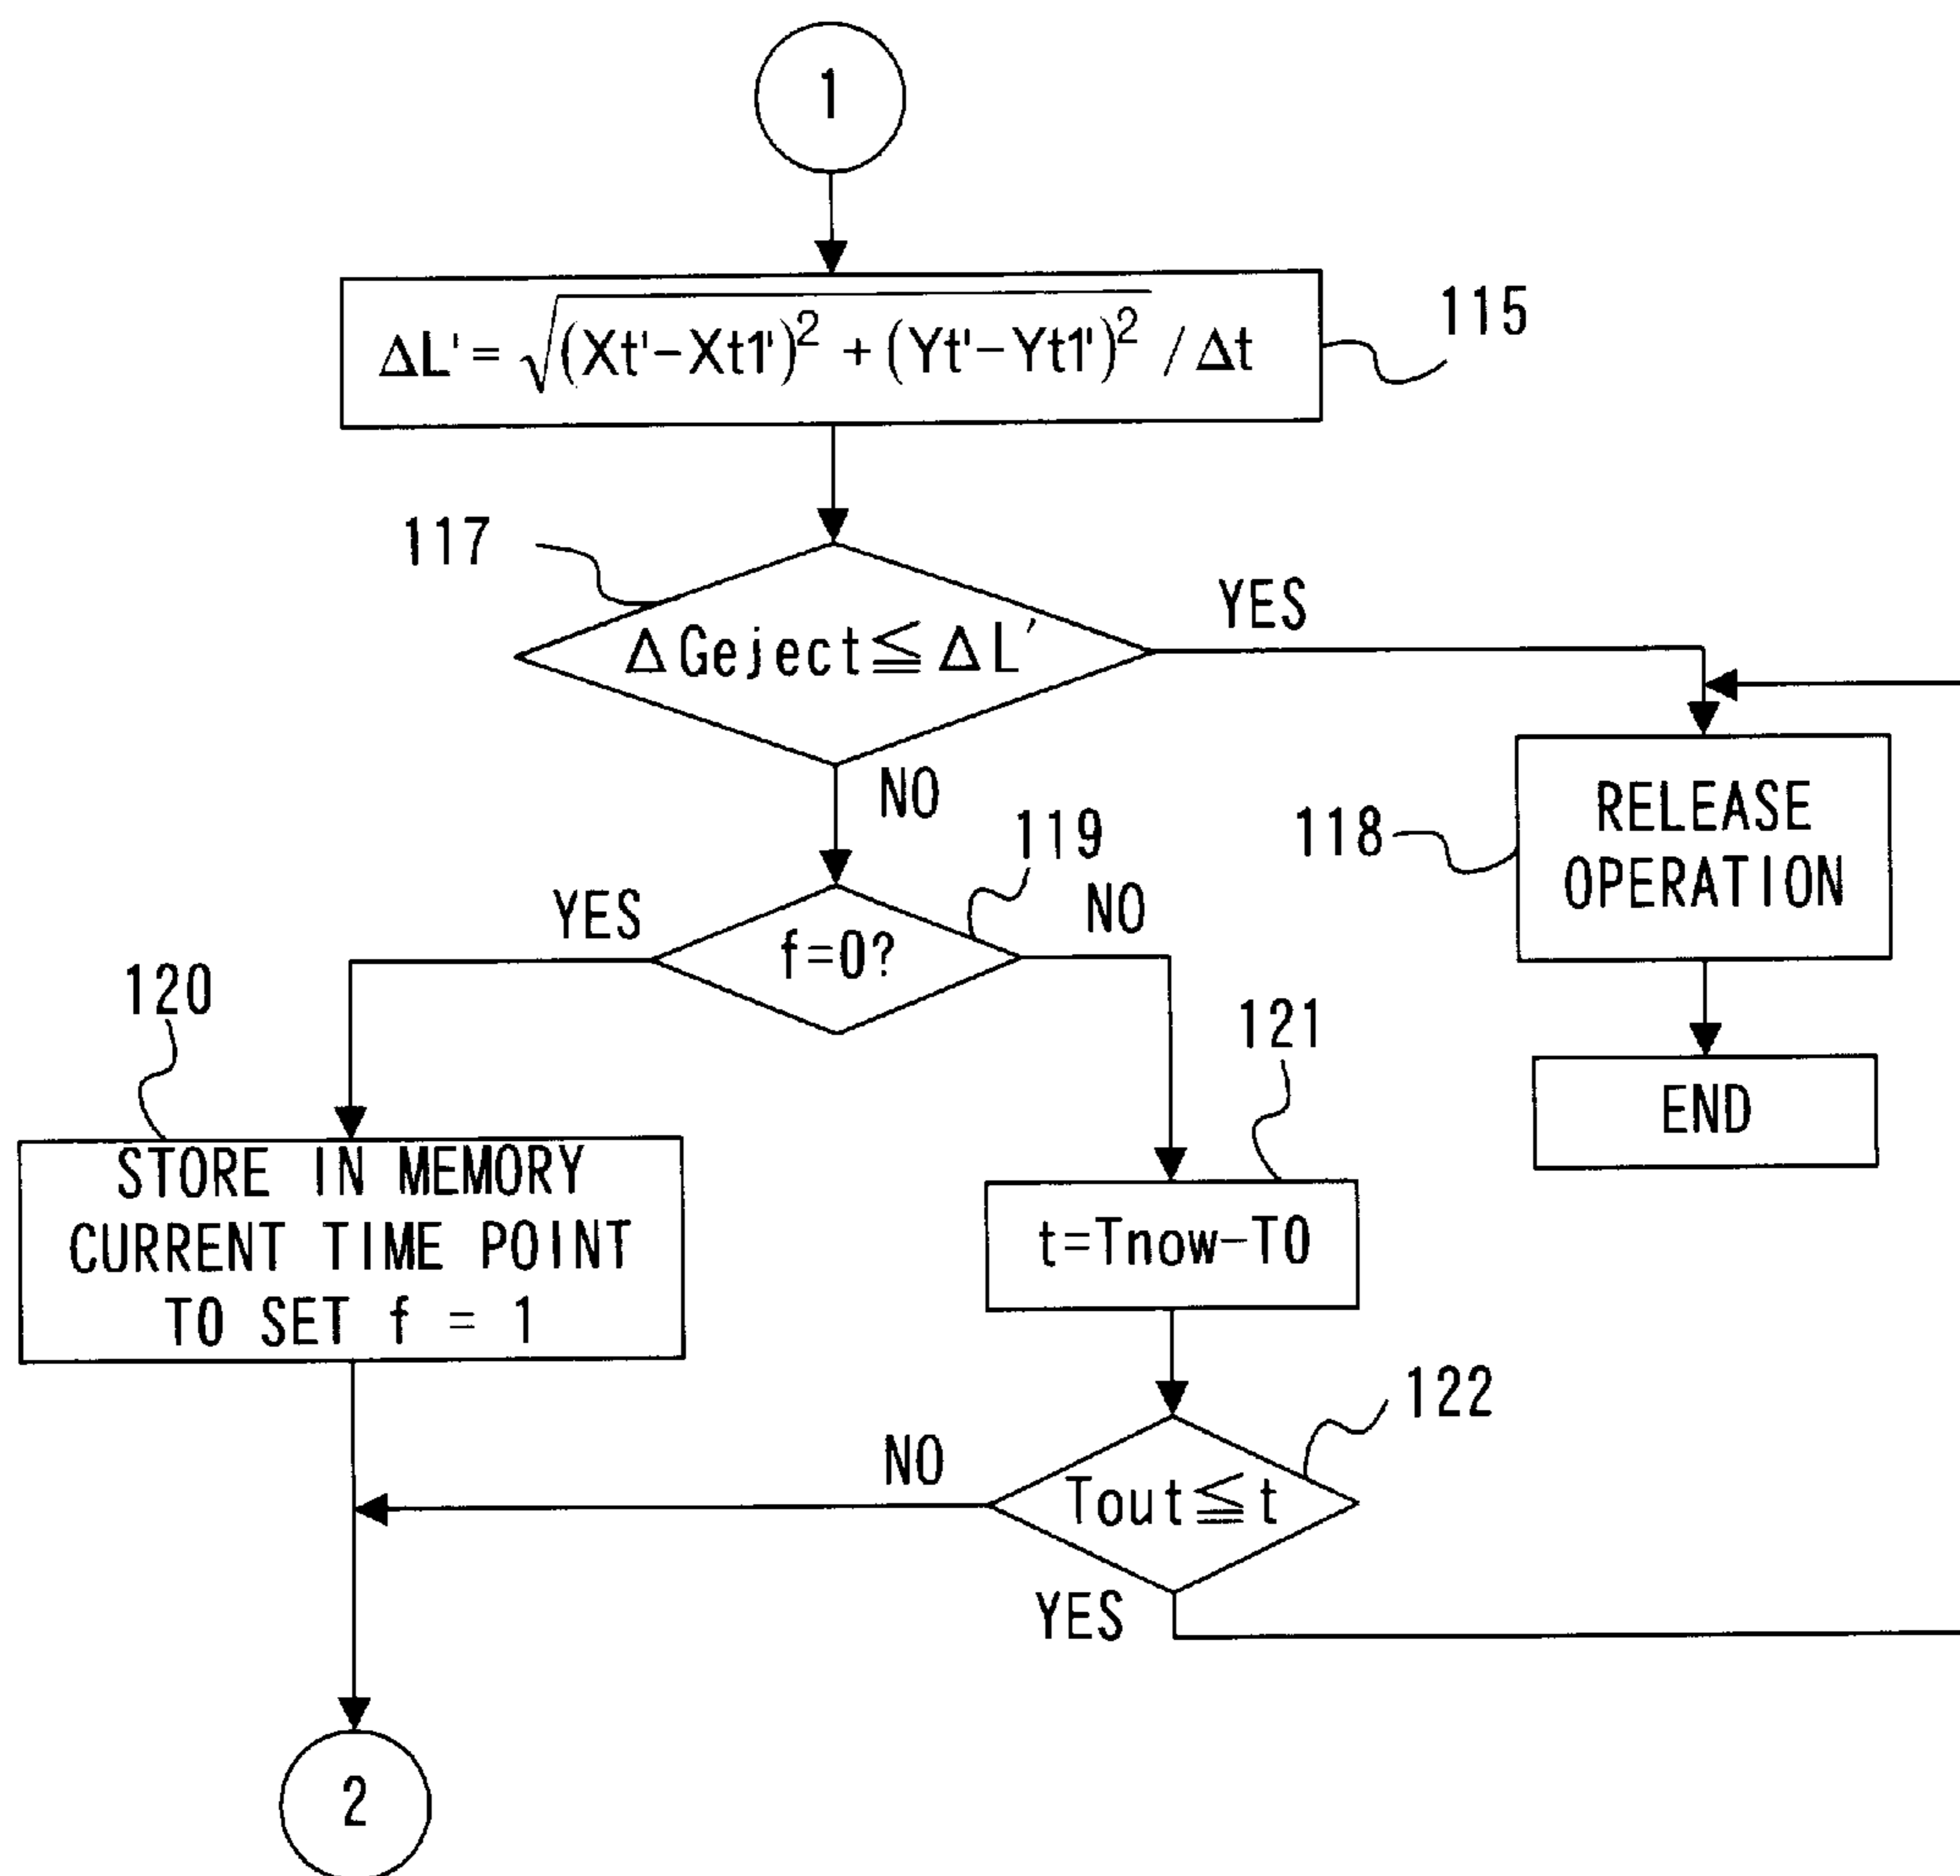 1
ΔL' = √(Xt'-Xt1')² + (Yt'-Yt1')² / Δt
115
117
ΔGeject≦ΔL'
YES
NO
RELEASE
OPERATION
118
119
YES
NO
f=0?
END
120
121
STORE IN MEMORY
CURRENT TIME POINT
TO SET f = 1
t=Tnow-T0
122
NO
Tout≦t
YES
2